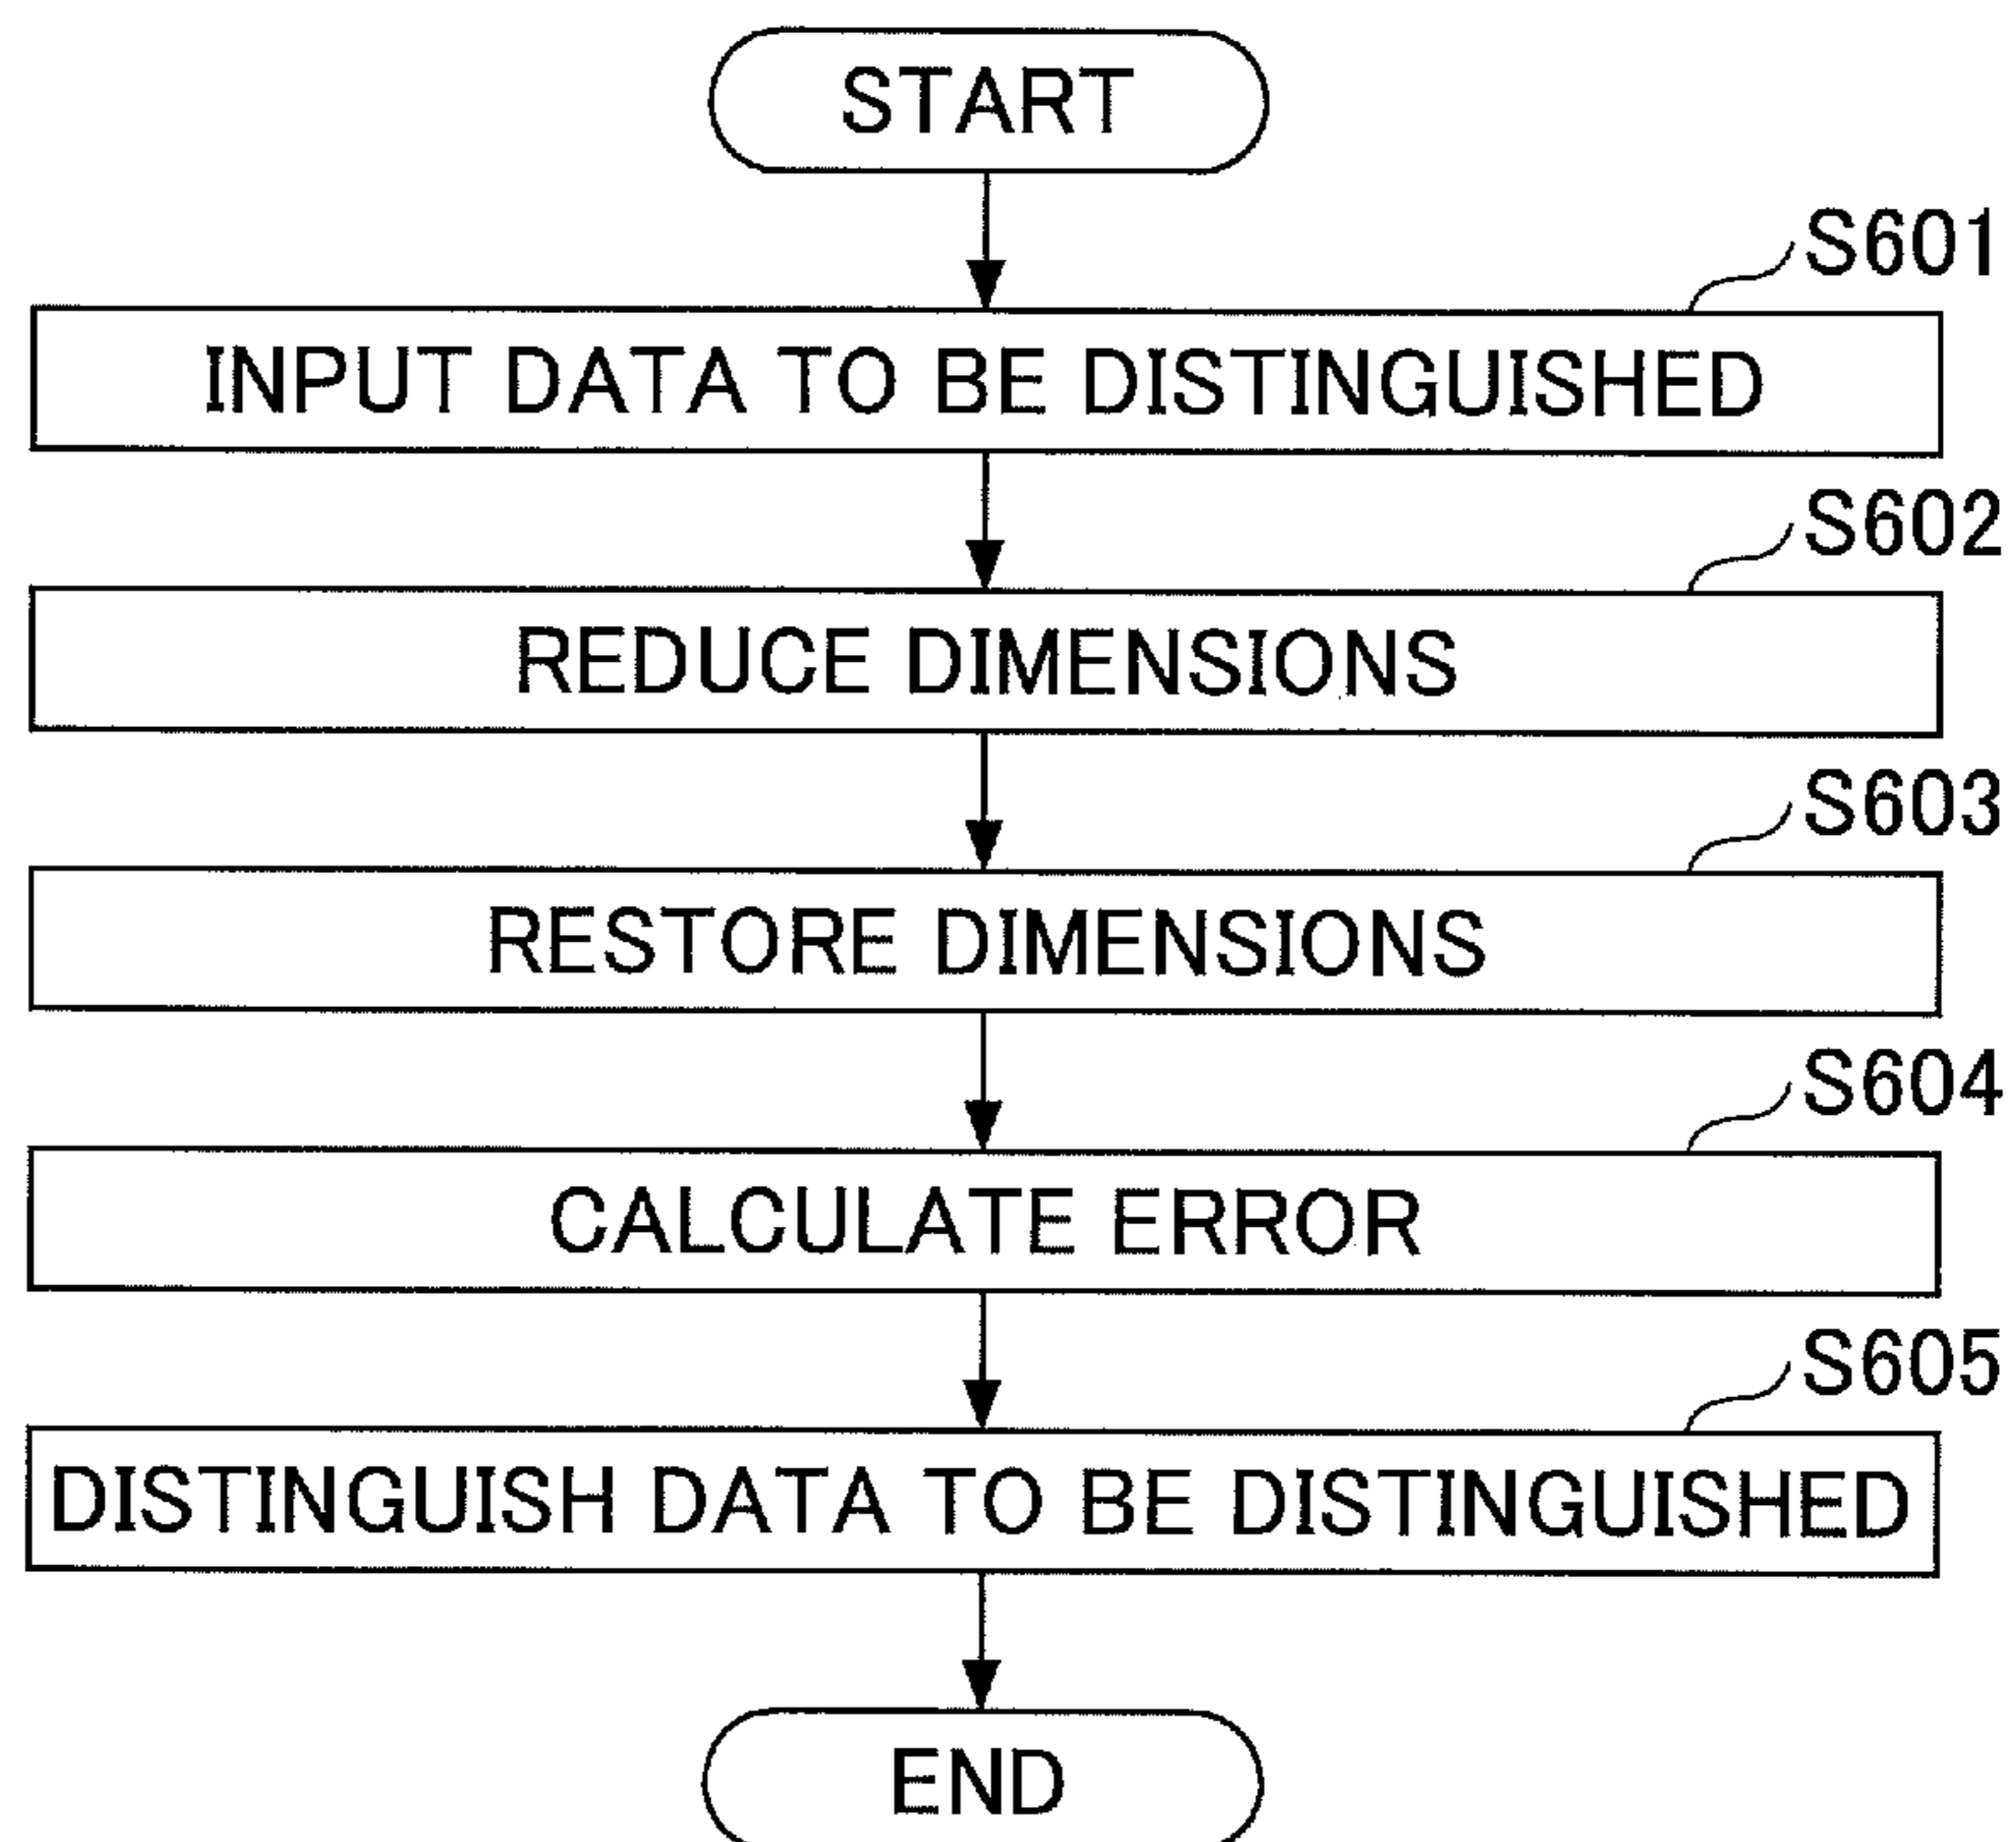 START
S601
INPUT DATA TO BE DISTINGUISHED
S602
REDUCE DIMENSIONS
S603
RESTORE DIMENSIONS
S604
CALCULATE ERROR
S605
DISTINGUISH DATA TO BE DISTINGUISHED
END